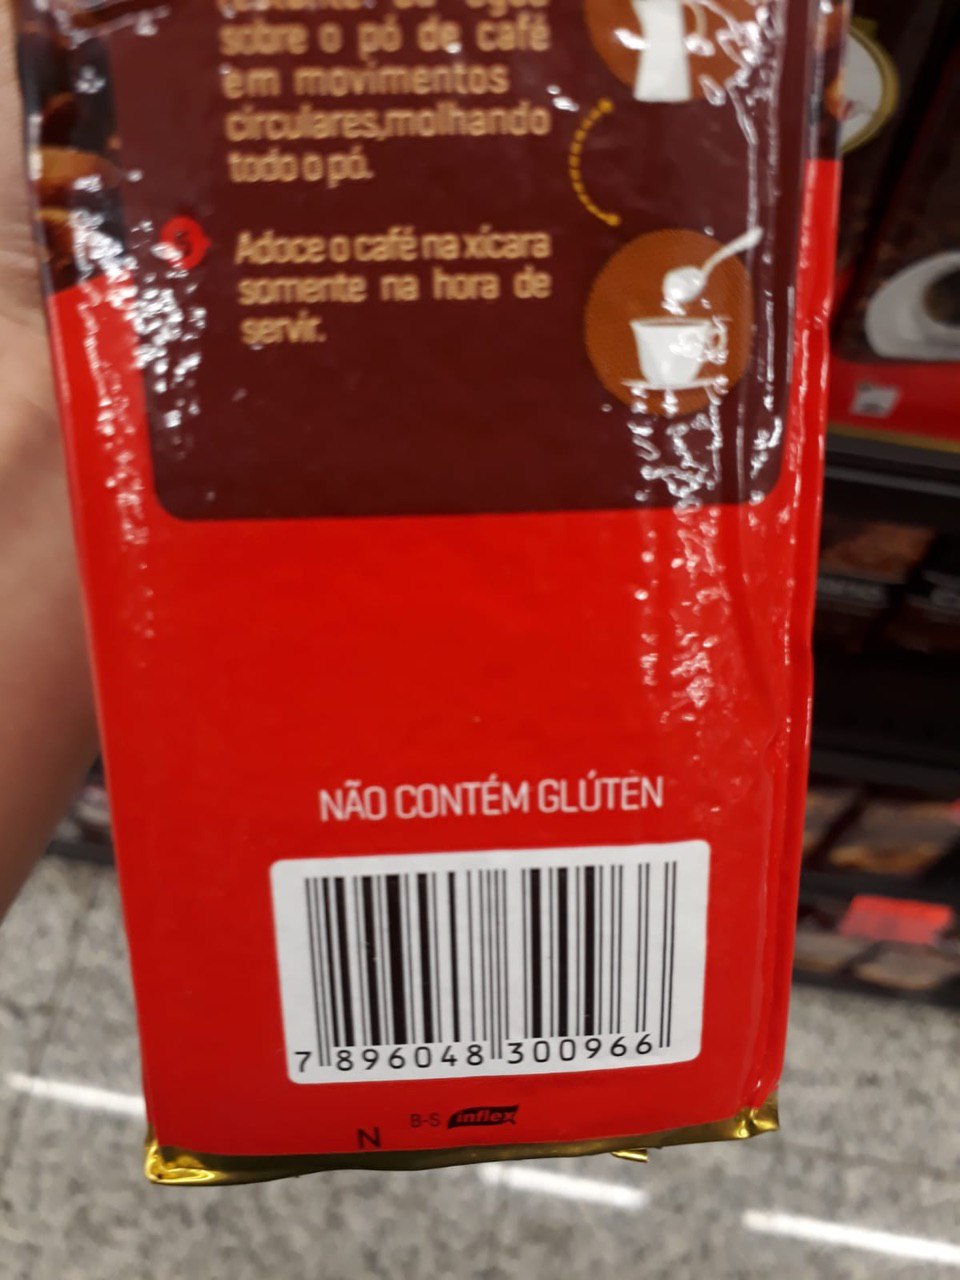 sobre o pó de café
em movimentos
circulares,molhando
todo o pó.
3
Adoce o café na xícara
somente na hora de
servir.
NÃO CONTÉM GLÚTEN
7 896048 300966
B-S inflex
N